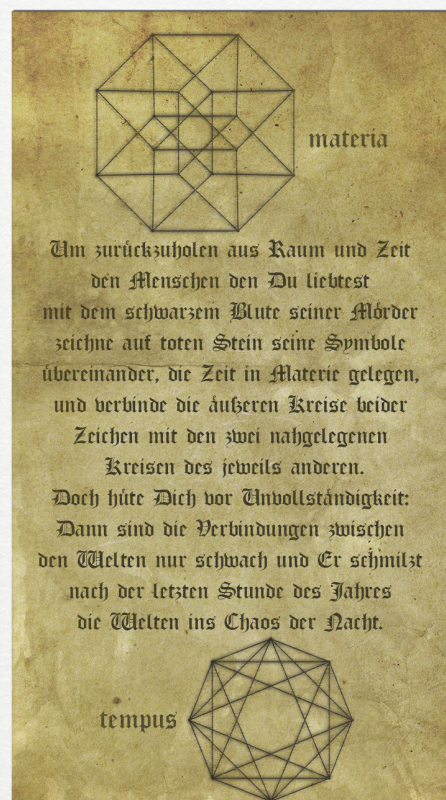 materia
Um zurückzuholen aus Raum und Zeit
den Menschen den Du liebtest
mit dem schwarzem Blute seiner Mörder
zeichne auf toten Stein seine Symbole
übereinander, die Zeit in Materie gelegen,
und verbinde die äußeren Kreise beider
Zeichen mit den zwei nahgelegenen
Kreisen des jeweils anderen.
Doch hüte Dich vor Unvollständigkeit:
Dann sind die Verbindungen zwischen
den Welten nur schwach und Er schmilzt
nach der letzten Stunde des Jahres
die Welten ins Chaos der Nacht.
tempus